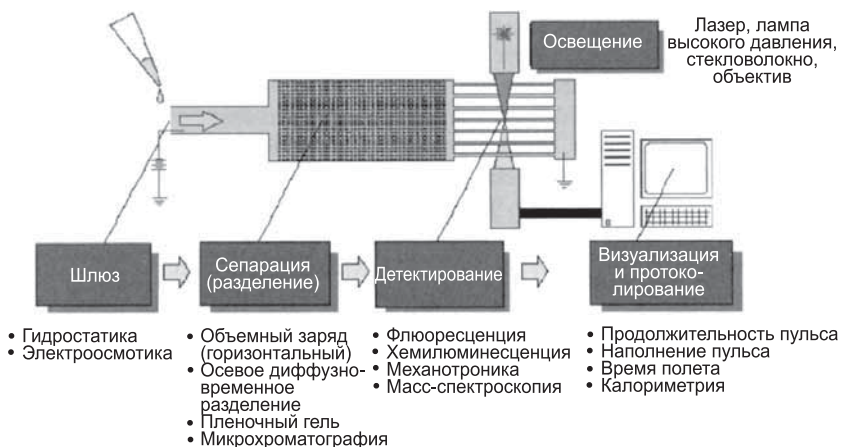 Освещение
Лазер, лампа
высокого давления,
стекловолокно,
объектив
Шлюз
Сепарация
(разделение)
Детектирование
Визуализация
и протоко-
лирование
• Гидростатика
• Электроосмотика
• Объемный заряд
(горизонтальный)
• Осевое диффузно-
временное
разделение
• Пленочный гель
• Микрохроматография
• Флюоресценция
• Хемилюминесценция
• Механотроника
• Масс-спектроскопия
• Продолжительность пульса
• Наполнение пульса
• Время полета
• Калориметрия